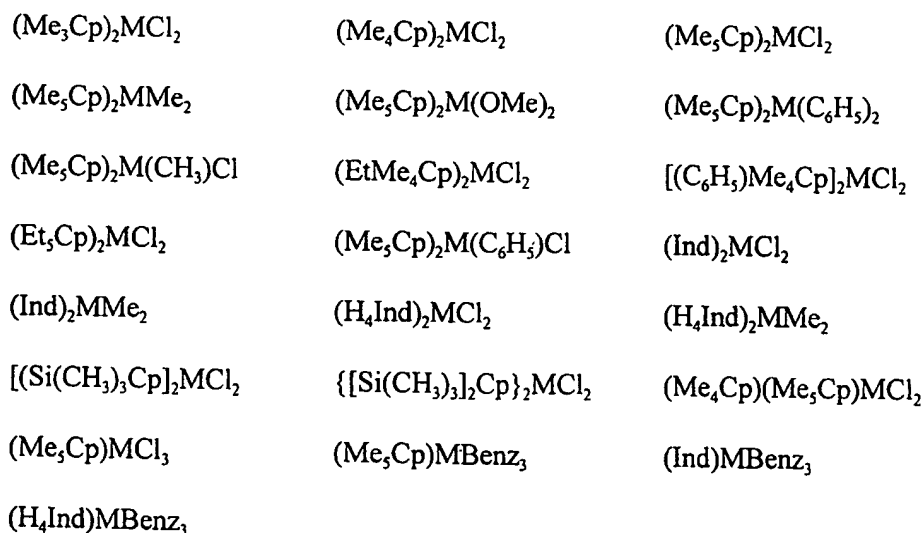 (Me₃Cp)₂MCl₂ (Me₄Cp)₂MCl₂ (Me₅Cp)₂MCl₂
(Me₅Cp)₂MMe₂ (Me₅Cp)₂M(OMe)₂ (Me₅Cp)₂M(C₆H₅)₂
(Me₅Cp)₂M(CH₃)Cl (EtMe₄Cp)₂MCl₂ [(C₆H₅)Me₄Cp]₂MCl₂
(Et₅Cp)₂MCl₂ (Me₅Cp)₂M(C₆H₅)Cl (Ind)₂MCl₂
(Ind)₂MMe₂ (H₄Ind)₂MCl₂ (H₄Ind)₂MMe₂
[(Si(CH₃)₃Cp]₂MCl₂ {[Si(CH₃)₃]₂Cp}₂MCl₂ (Me₄Cp)(Me₅Cp)MCl₂
(Me₅Cp)MCl₃ (Me₅Cp)MBenz₃ (Ind)MBenz₃
(H₄Ind)MBenz₃